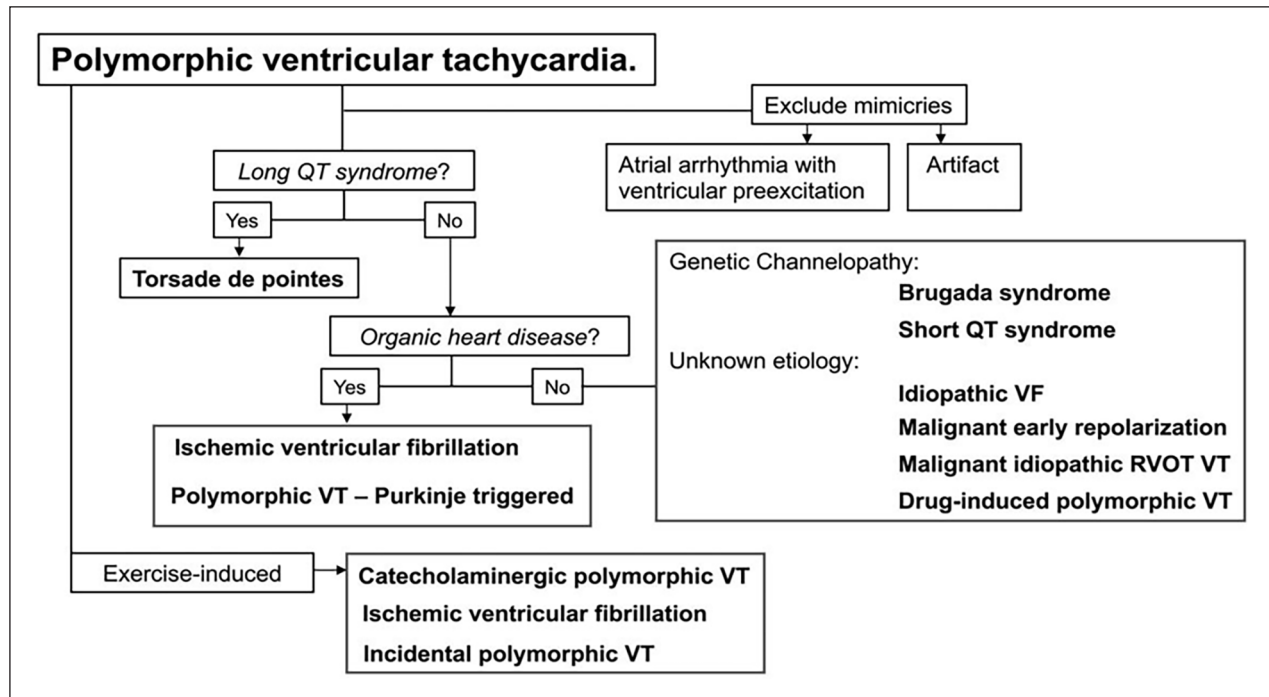 Polymorphic ventricular tachycardia.
Exclude mimicries
Atrial arrhythmia with
ventricular preexcitation
Artifact
Long QT syndrome?
Yes
No
Torsade de pointes
Organic heart disease?
Yes
No
Ischemic ventricular fibrillation
Polymorphic VT – Purkinje triggered
Genetic Channelopathy:
Brugada syndrome
Short QT syndrome
Unknown etiology:
Idiopathic VF
Malignant early repolarization
Malignant idiopathic RVOT VT
Drug-induced polymorphic VT
Exercise-induced
Catecholaminergic polymorphic VT
Ischemic ventricular fibrillation
Incidental polymorphic VT